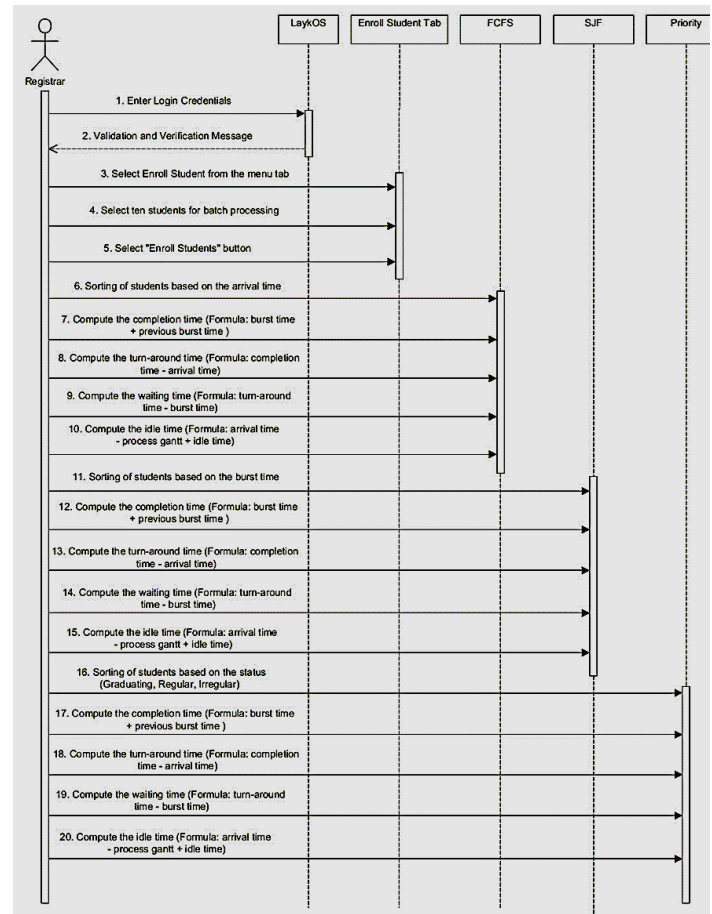 LaykOS
Enroll Student Tab
FCFS
SJF
Priority
Registrar
1. Enter Login Credentials
2. Validation and Verification Message
3. Select Enroll Student from the menu tab
4. Select ten students for batch processing
5. Select "Enroll Students" button
6. Sorting of students based on the arrival time
7. Compute the completion time (Formula: burst time
+ previous burst time )
8. Compute the turn-around time (Formula: completion
time - arrival time)
9. Compute the waiting time (Formula: turn-around
time - burst time)
10. Compute the idle time (Formula: arrival time
- process gantt + idle time)
11. Sorting of students based on the burst time
12. Compute the completion time (Formula: burst time
+ previous burst time )
13. Compute the turn-around time (Formula: completion
time - arrival time)
14. Compute the waiting time (Formula: turn-around
time - burst time)
15. Compute the idle time (Formula: arrival time
- process gantt + idle time)
16. Sorting of students based on the status
(Graduating, Regular, Irregular)
17. Compute the completion time (Formula: burst time
+ previous burst time )
18. Compute the turn-around time (Formula: completion
time - arrival time)
19. Compute the waiting time (Formula: turn-around
time - burst time)
20. Compute the idle time (Formula: arrival time
- process gantt + idle time)